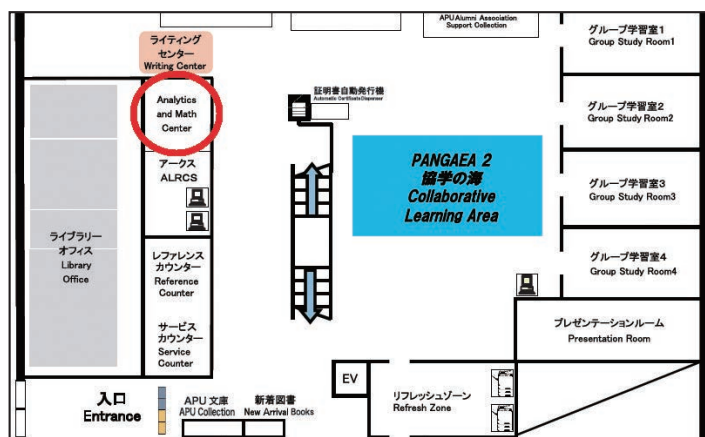 APU Alumni Association
Support Collection
ライティング
センター
Writing Center
Analytics
and Math
Center
アークス
ALRCS
ライブラリー
オフィス
Library
Office
レファレンス
カウンター
Reference
Counter
サービス
カウンター
Service
Counter
入口
Entrance
証明書自動発行機
Automatic Certificate Dispenser
PANGAEA 2
協学の海
Collaborative
Learning Area
グループ学習室1
Group Study Room1
グループ学習室2
Group Study Room2
グループ学習室3
Group Study Room3
グループ学習室4
Group Study Room4
プレゼンテーションルーム
Presentation Room
EV
リフレッシュゾーン
Refresh Zone
APU 文庫
APU Collection
新着図書
New Arrival Books